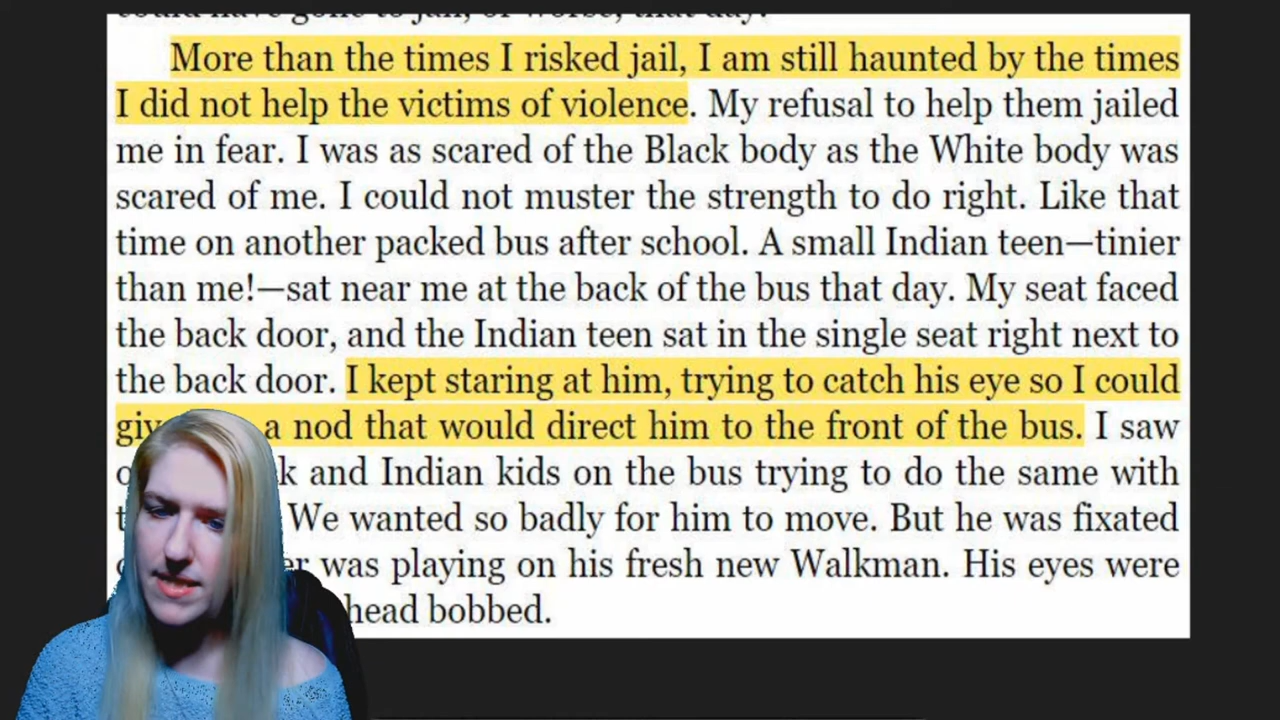 More than the times I risked jail, I am still haunted by the times
I did not help the victims of violence. My refusal to help them jailed
me in fear. I was as scared of the Black body as the White body was
scared of me. I could not muster the strength to do right. Like that
time on another packed bus after school. A small Indian teen—tinier
than me!—sat near me at the back of the bus that day. My seat faced
the back door, and the Indian teen sat in the single seat right next to
the back door. I kept staring at him, trying to catch his eye so I could
a nod that would direct him to the front of the bus. I saw
and Indian kids on the bus trying to do the same with
We wanted so badly for him to move. But he was fixated
was playing on his fresh new Walkman. His eyes were
head bobbed.